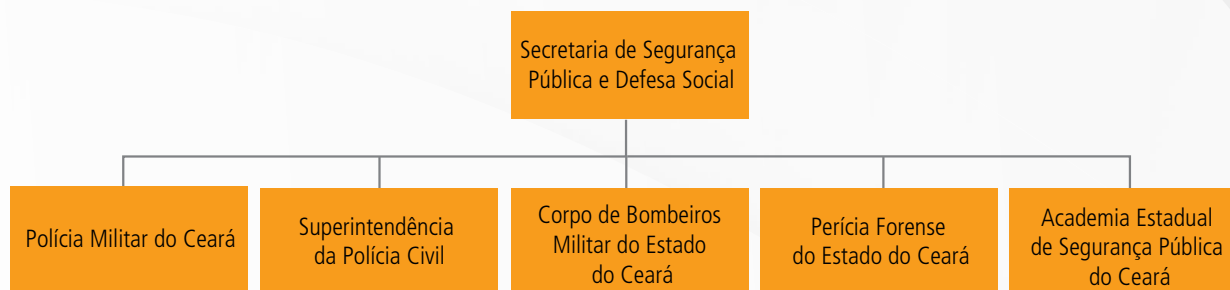 Secretaria de Segurança
Pública e Defesa Social
Polícia Militar do Ceará
Superintendência
da Polícia Civil
Corpo de Bombeiros
Militar do Estado
do Ceará
Perícia Forense
do Estado do Ceará
Academia Estadual
de Segurança Pública
do Ceará